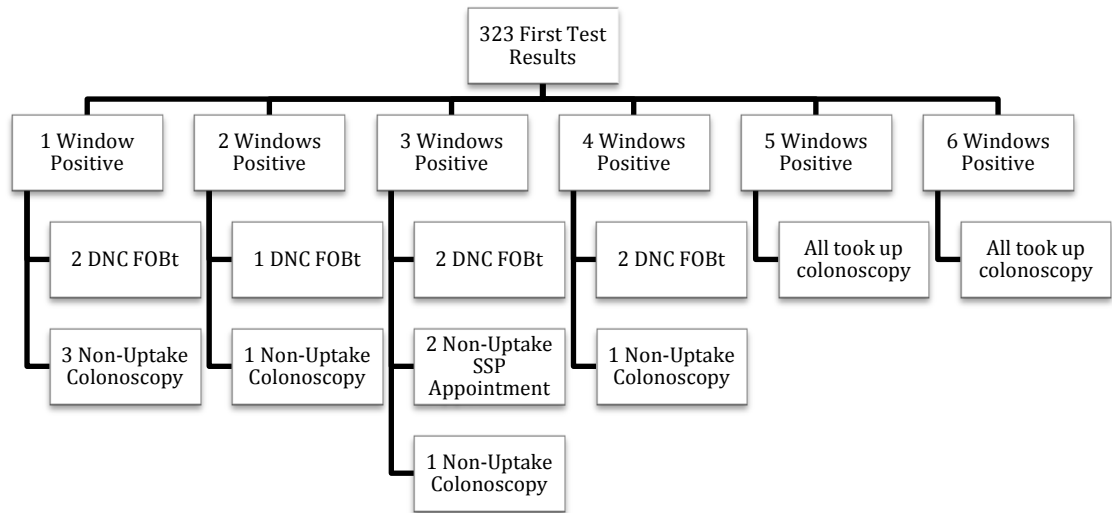 323 First Test
Results
1 Window
Positive
2 Windows
Positive
3 Windows
Positive
4 Windows
Positive
5 Windows
Positive
6 Windows
Positive
2 DNC FOBt
1 DNC FOBt
2 DNC FOBt
2 DNC FOBt
All took up
colonoscopy
All took up
colonoscopy
3 Non-Uptake
Colonoscopy
1 Non-Uptake
Colonoscopy
2 Non-Uptake
SSP
Appointment
1 Non-Uptake
Colonoscopy
1 Non-Uptake
Colonoscopy